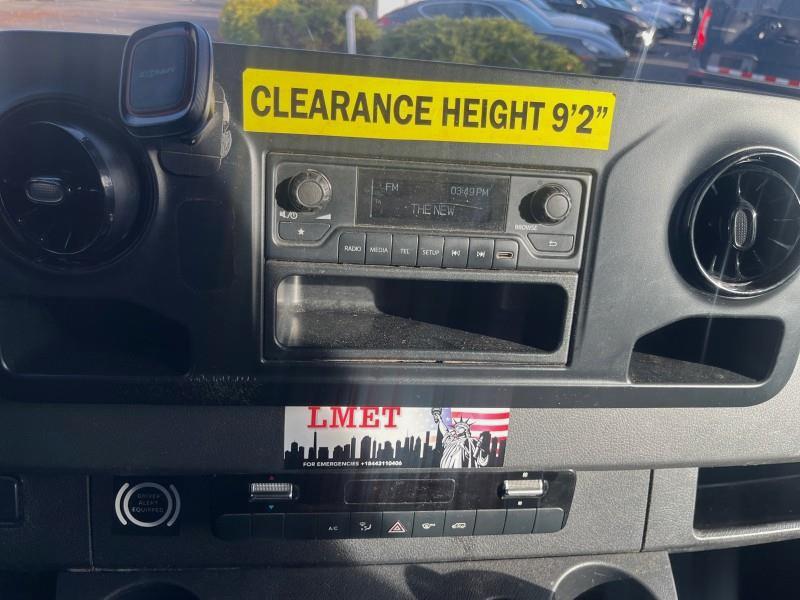 CLEARANCE HEIGHT 9'2"
FM 03:49 PM
THE NEW
BROWSE
RADIO MEDIA TEL SETUP
LMET
FOR EMERGENCIES +18443110406
DRIVER
ALERT
EQUIPPED
A/C